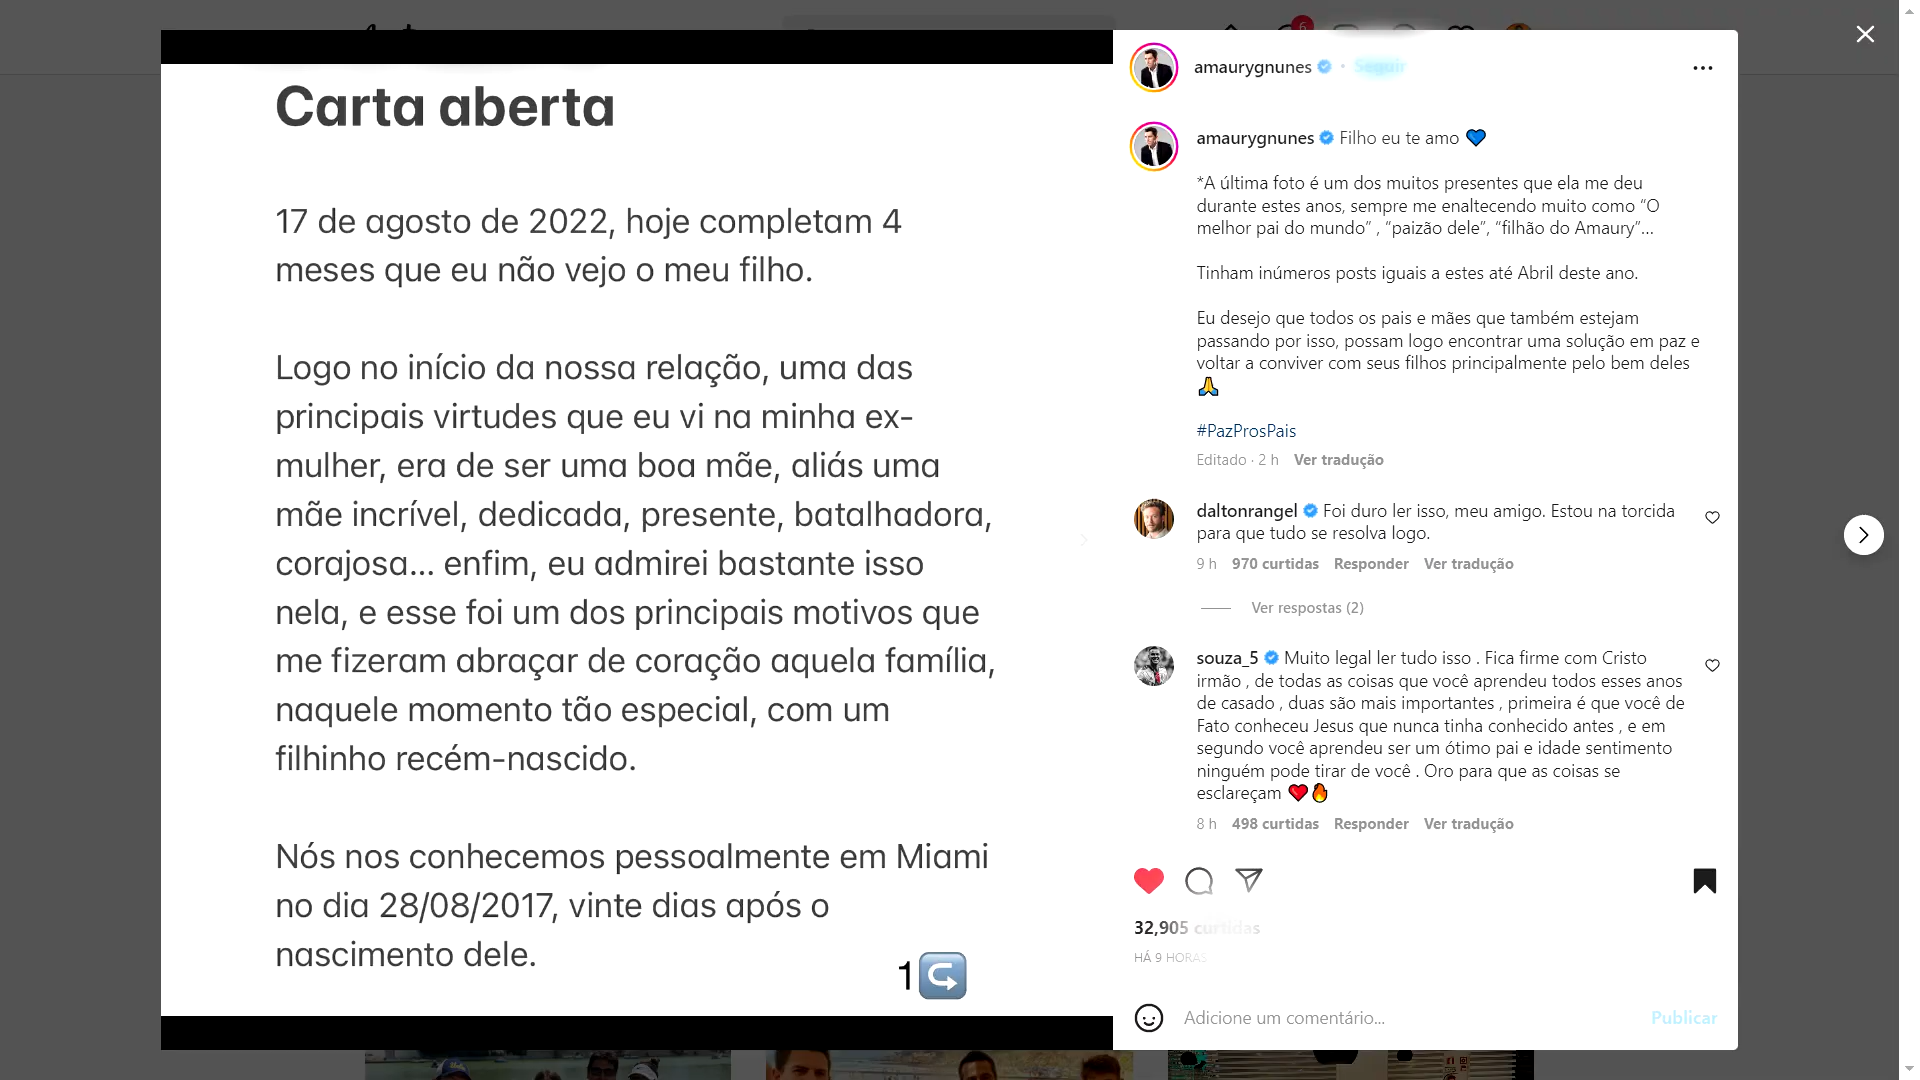 Carta aberta
17 de agosto de 2022, hoje completam 4
meses que eu não vejo o meu filho.
Logo no início da nossa relação, uma das
principais virtudes que eu vi na minha ex-
mulher, era de ser uma boa mãe, aliás uma
mãe incrível, dedicada, presente, batalhadora,
corajosa... enfim, eu admirei bastante isso
nela, e esse foi um dos principais motivos que
me fizeram abraçar de coração aquela família,
naquele momento tão especial, com um
filhinho recém-nascido.
Nós nos conhecemos pessoalmente em Miami
no dia 28/08/2017, vinte dias após o
nascimento dele.
1↪️
6
amaurygnunes • Seguir
amaurygnunes Filho eu te amo 💙
*A última foto é um dos muitos presentes que ela me deu
durante estes anos, sempre me enaltecendo muito como “O
melhor pai do mundo” , “paizão dele”, “filhão do Amaury”...
Tinham inúmeros posts iguais a estes até Abril deste ano.
Eu desejo que todos os pais e mães que também estejam
passando por isso, possam logo encontrar uma solução em paz e
voltar a conviver com seus filhos principalmente pelo bem deles
🙏
#PazProsPais
Editado · 2 h Ver tradução
daltonrangel Foi duro ler isso, meu amigo. Estou na torcida
para que tudo se resolva logo.
9 h 970 curtidas Responder Ver tradução
Ver respostas (2)
souza_5 Muito legal ler tudo isso . Fica firme com Cristo
irmão , de todas as coisas que você aprendeu todos esses anos
de casado , duas são mais importantes , primeira é que você de
Fato conheceu Jesus que nunca tinha conhecido antes , e em
segundo você aprendeu ser um ótimo pai e idade sentimento
ninguém pode tirar de você . Oro para que as coisas se
esclareçam ❤️🔥
8 h 498 curtidas Responder Ver tradução
32,905 curtidas
HÁ 9 HORAS
Adicione um comentário... Publicar